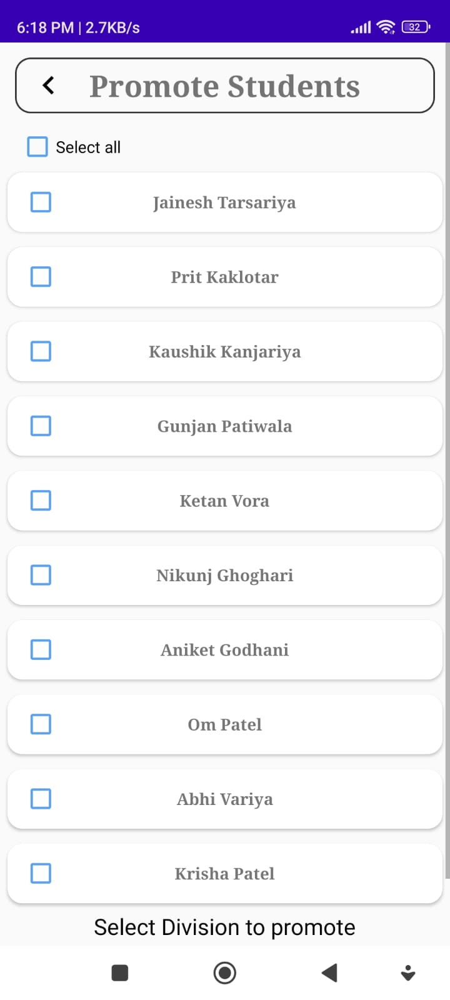 6:18 PM | 2.7KB/s 32
Promote Students
Select all
Jainesh Tarsariya
Prit Kaklotar
Kaushik Kanjariya
Gunjan Patiwala
Ketan Vora
Nikunj Ghoghari
Aniket Godhani
Om Patel
Abhi Variya
Krisha Patel
Select Division to promote